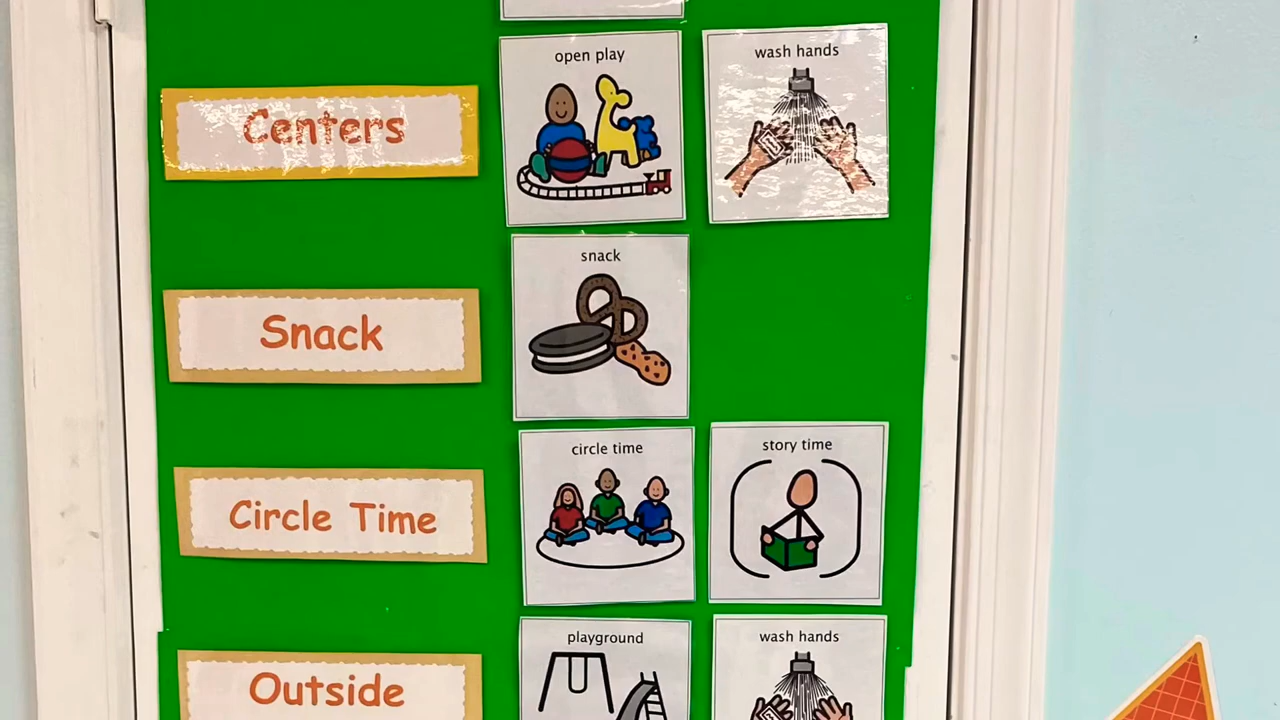 Centers
open play
wash hands
Snack
snack
Circle Time
circle time
story time
Outside
playground
wash hands